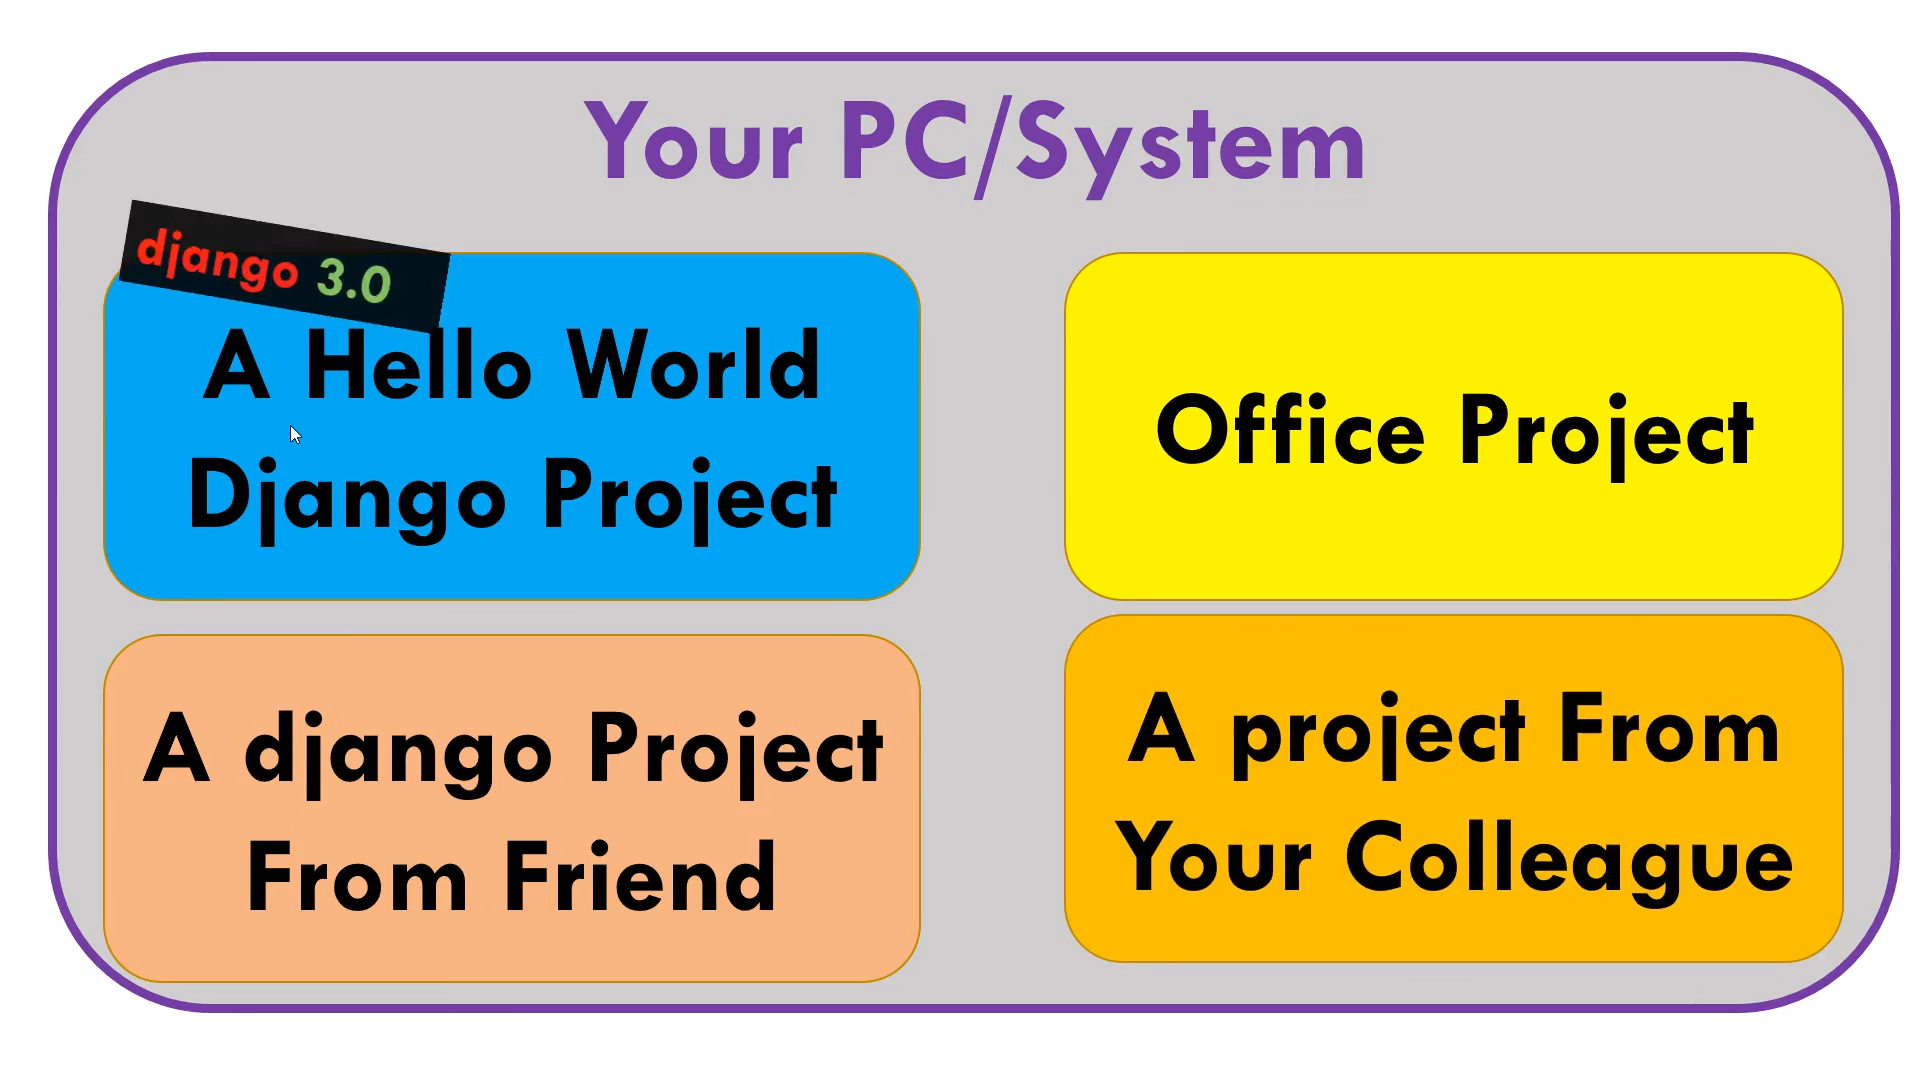 Your PC/System
django 3.0
A Hello World
Django Project
Office Project
A django Project
From Friend
A project From
Your Colleague